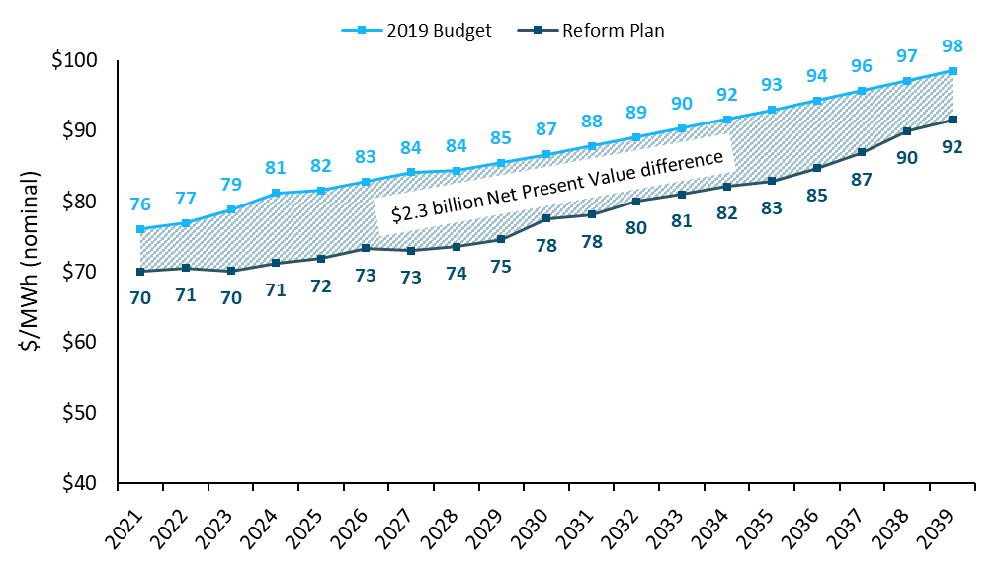 2019 Budget Reform Plan
$/MWh (nominal)
$100
$90
$80
$70
$60
$50
$40
76 77 79 81 82 83 84 84 85 87 88 89 90 92 93 94 96 97 98
$2.3 billion Net Present Value difference
70 71 70 71 72 73 73 74 75 78 78 80 81 82 83 85 87 90 92
2021 2022 2023 2024 2025 2026 2027 2028 2029 2030 2031 2032 2033 2034 2035 2036 2037 2038 2039